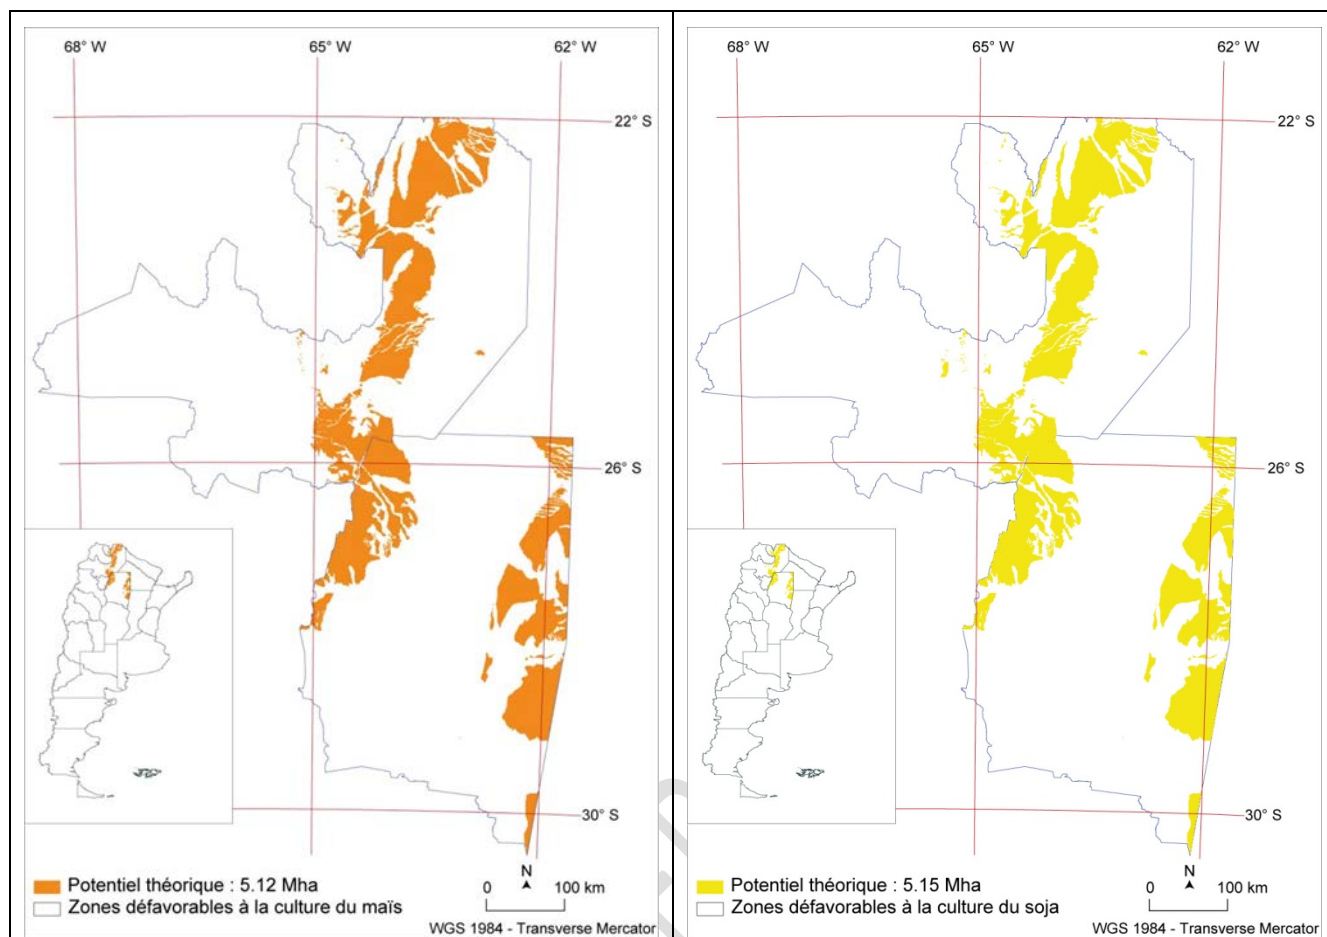 68° W 65° W 62° W
22° S
26° S
30° S
Potentiel théorique : 5.12 Mha
Zones défavorables à la culture du maïs
N
0 100 km
WGS 1984 - Transverse Mercator
68° W 65° W 62° W
22° S
26° S
30° S
Potentiel théorique : 5.15 Mha
Zones défavorables à la culture du soja
N
0 100 km
WGS 1984 - Transverse Mercator